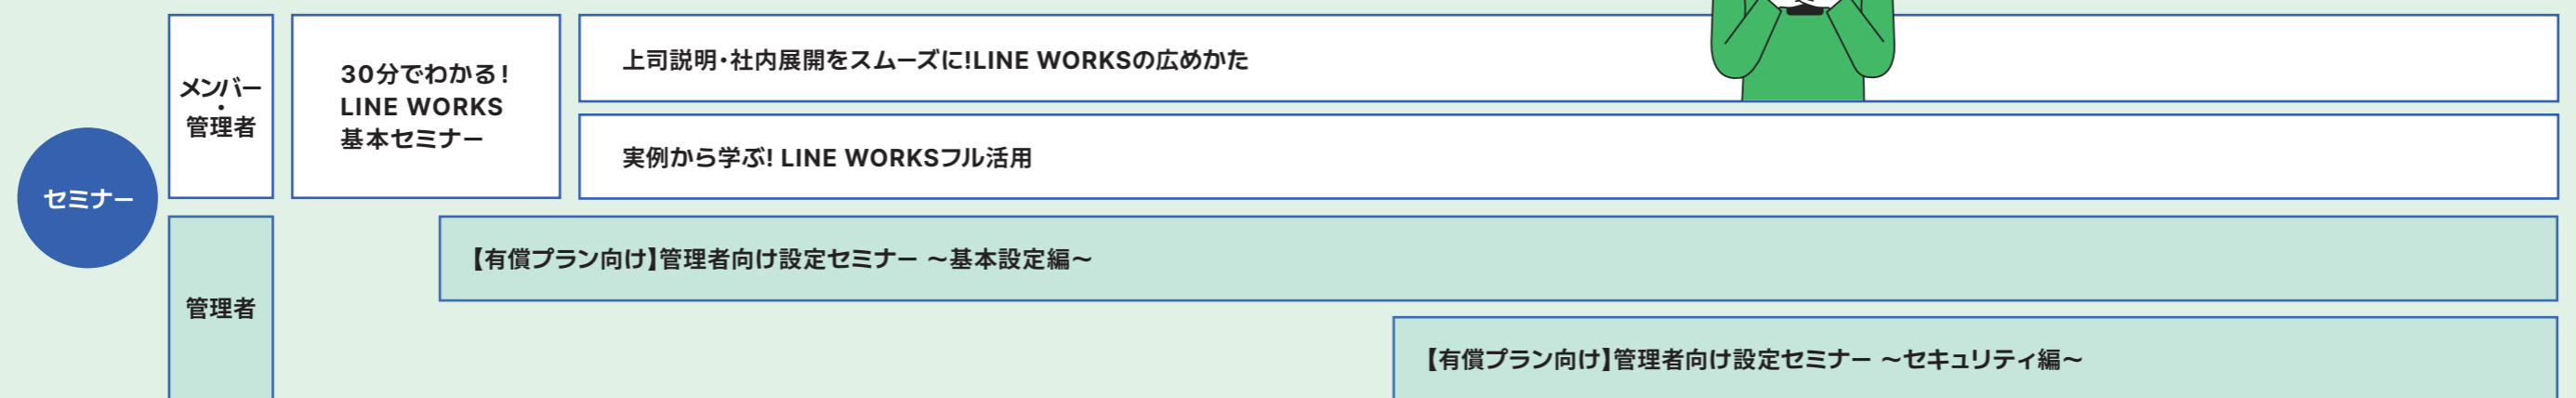 セミナー
メンバー
・
管理者
30分でわかる!
LINE WORKS
基本セミナー
上司説明・社内展開をスムーズに!LINE WORKSの広めかた
実例から学ぶ! LINE WORKSフル活用
管理者
【有償プラン向け】管理者向け設定セミナー 〜基本設定編〜
【有償プラン向け】管理者向け設定セミナー 〜セキュリティ編〜